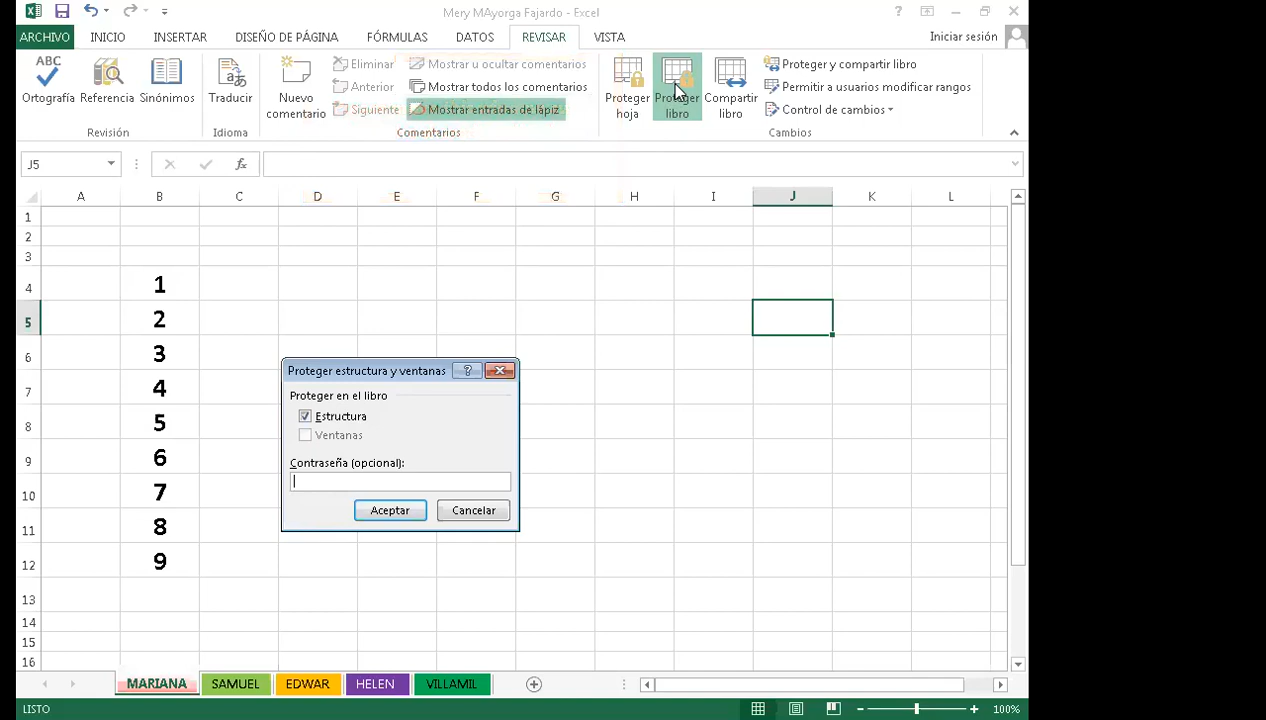 Mery MAyorga Fajardo - Excel
ARCHIVO INICIO INSERTAR DISEÑO DE PÁGINA FÓRMULAS DATOS REVISAR VISTA Iniciar sesión
ABC
Ortografía Referencia Sinónimos
Revisión
Traducir
Idioma
Nuevo comentario
Eliminar
Anterior
Siguiente
Mostrar u ocultar comentarios
Mostrar todos los comentarios
Mostrar entradas de lápiz
Comentarios
Proteger hoja
Proteger libro
Compartir libro
Proteger y compartir libro
Permitir a usuarios modificar rangos
Control de cambios
Cambios
J5
fx
A B C D E F G H I J K L
1
2
3
4 1
5 2
6 3
7 4
8 5
9 6
10 7
11 8
12 9
13
14
15
16
Proteger estructura y ventanas ?
Proteger en el libro
Estructura
Ventanas
Contraseña (opcional):
Aceptar Cancelar
MARIANA SAMUEL EDWAR HELEN VILLAMIL
LISTO 100%